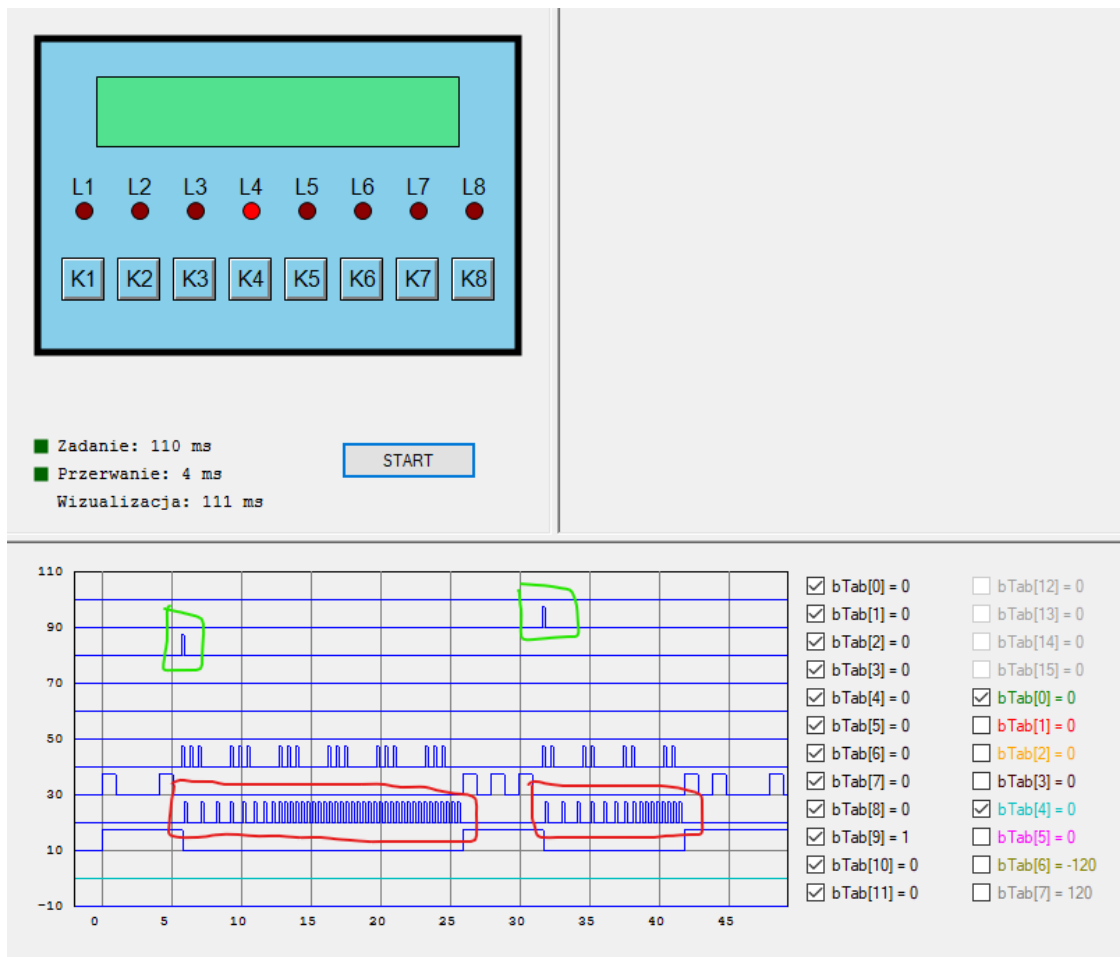 L1 L2 L3 L4 L5 L6 L7 L8
K1 K2 K3 K4 K5 K6 K7 K8
Zadanie: 110 ms
Przerwanie: 4 ms
Wizualizacja: 111 ms
START
110
90
70
50
30
10
-10
0 5 10 15 20 25 30 35 40 45
bTab[0] = 0
bTab[1] = 0
bTab[2] = 0
bTab[3] = 0
bTab[4] = 0
bTab[5] = 0
bTab[6] = 0
bTab[7] = 0
bTab[8] = 0
bTab[9] = 1
bTab[10] = 0
bTab[11] = 0
bTab[12] = 0
bTab[13] = 0
bTab[14] = 0
bTab[15] = 0
bTab[0] = 0
bTab[1] = 0
bTab[2] = 0
bTab[3] = 0
bTab[4] = 0
bTab[5] = 0
bTab[6] = -120
bTab[7] = 120